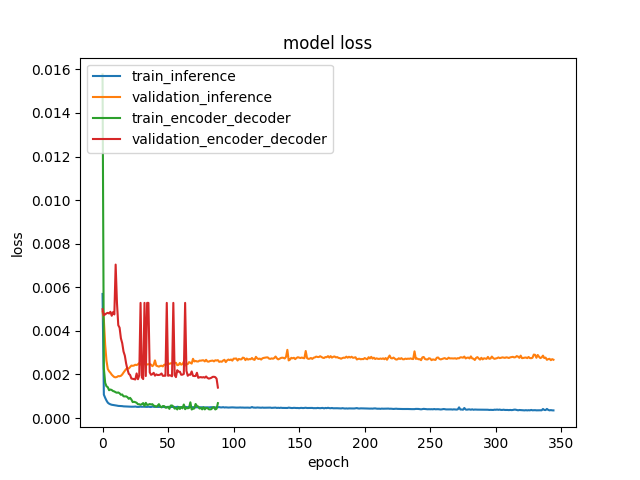 model loss
train_inference
validation_inference
train_encoder_decoder
validation_encoder_decoder
loss
0.016
0.014
0.012
0.010
0.008
0.006
0.004
0.002
0.000
0 50 100 150 200 250 300 350
epoch